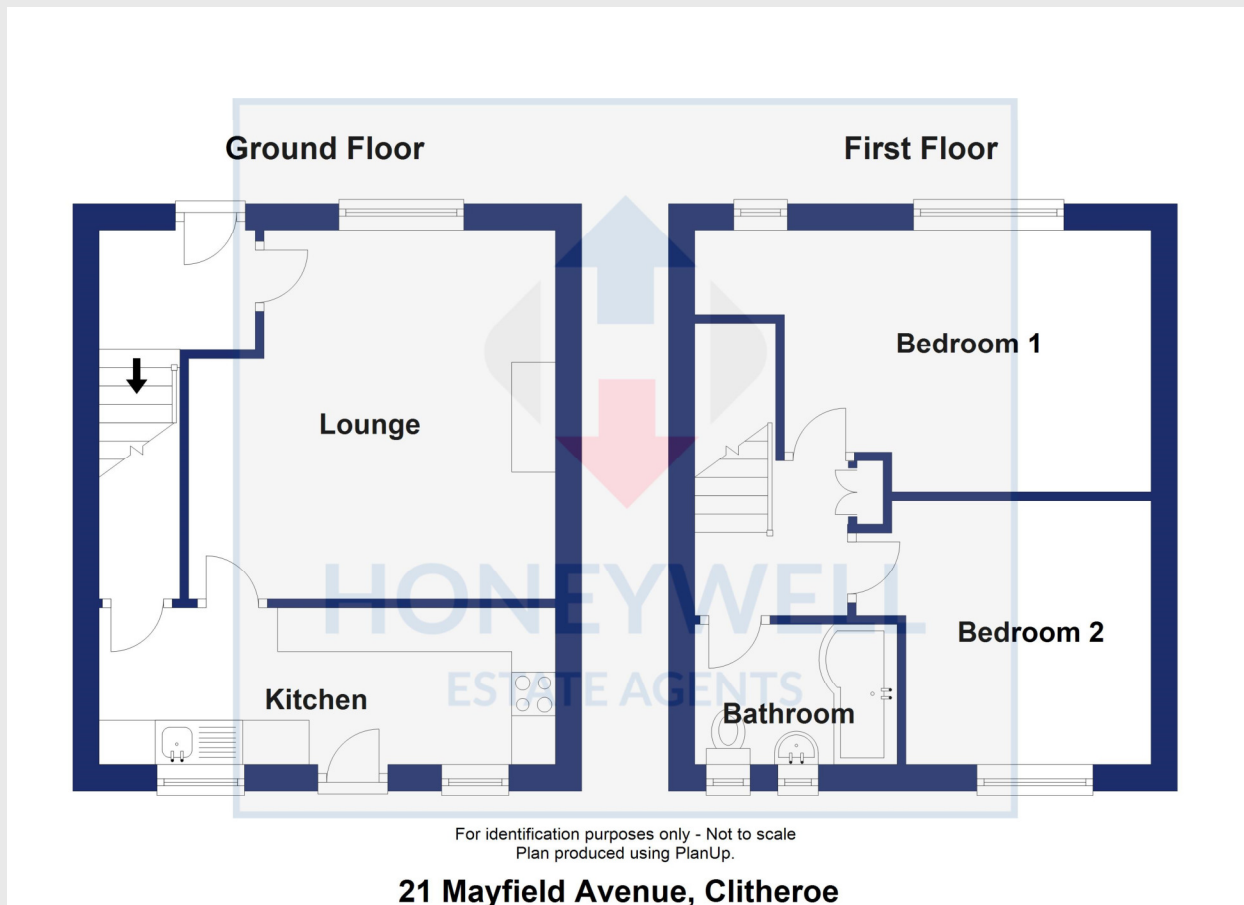 Ground Floor
First Floor
Lounge
Bedroom 1
Bedroom 2
Kitchen
Bathroom
HONEYWELL
ESTATE AGENTS
For identification purposes only - Not to scale
Plan produced using PlanUp.
21 Mayfield Avenue, Clitheroe